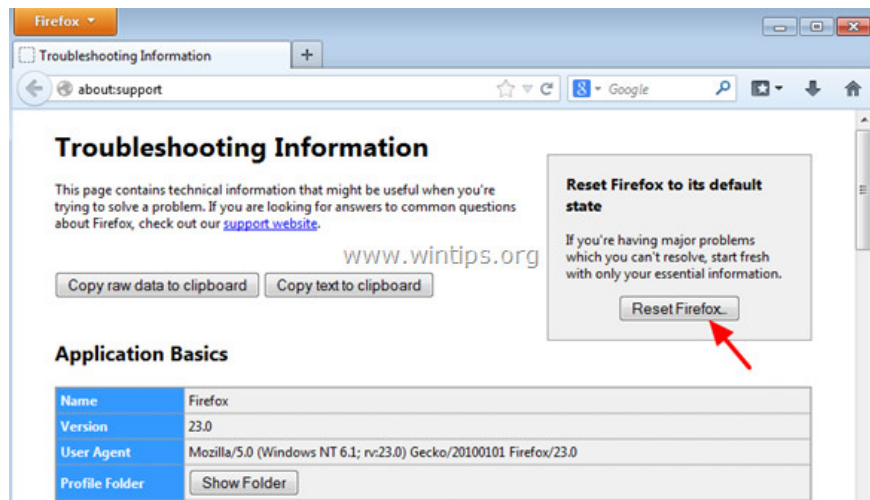 Firefox
Troubleshooting Information
about:support
Google
Troubleshooting Information
This page contains technical information that might be useful when you're
trying to solve a problem. If you are looking for answers to common questions
about Firefox, check out our support website.
Copy raw data to clipboard Copy text to clipboard
Reset Firefox to its default
state
If you're having major problems
which you can't resolve, start fresh
with only your essential information.
Reset Firefox...
www.wintips.org
Application Basics
Name Firefox
Version 23.0
User Agent Mozilla/5.0 (Windows NT 6.1; rv:23.0) Gecko/20100101 Firefox/23.0
Profile Folder Show Folder